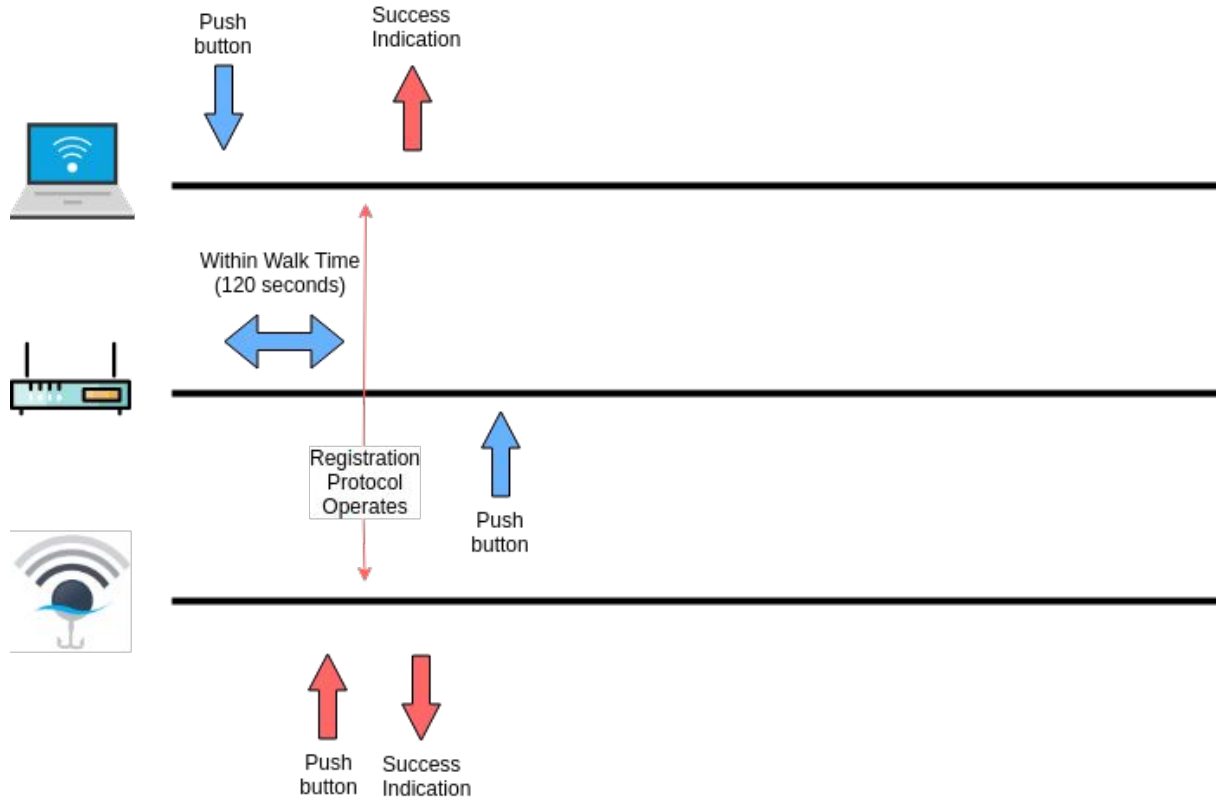 Push
button
Success
Indication
Within Walk Time
(120 seconds)
Registration
Protocol
Operates
Push
button
Push
button
Success
Indication